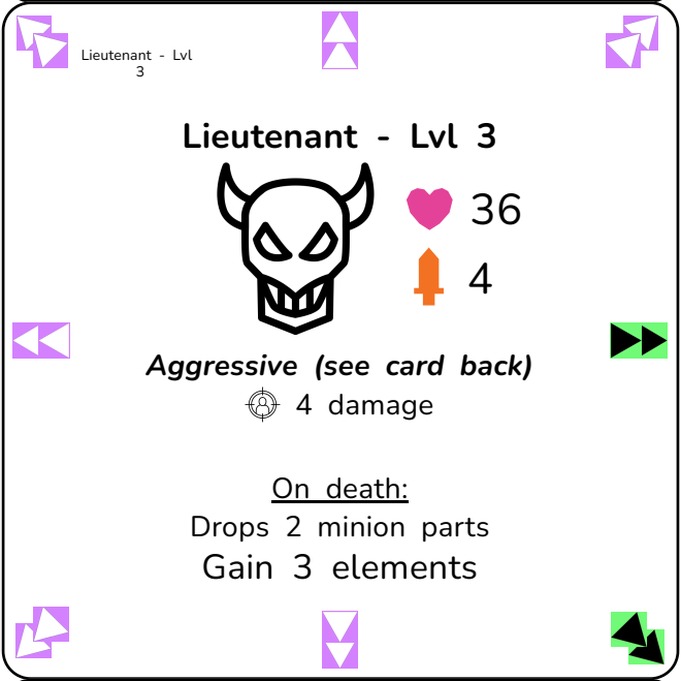 Lieutenant - Lvl
3
Lieutenant - Lvl 3
36
4
Aggressive (see card back)
4 damage
On death:
Drops 2 minion parts
Gain 3 elements